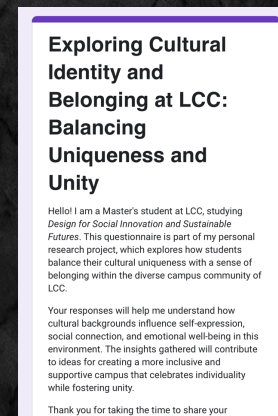 Exploring Cultural
Identity and
Belonging at LCC:
Balancing
Uniqueness and
Unity
Hello! I am a Master's student at LCC, studying
Design for Social Innovation and Sustainable
Futures. This questionnaire is part of my personal
research project, which explores how students
balance their cultural uniqueness with a sense of
belonging within the diverse campus community of
LCC.
Your responses will help me understand how
cultural backgrounds influence self-expression,
social connection, and emotional well-being in this
environment. The insights gathered will contribute
to ideas for creating a more inclusive and
supportive campus that celebrates individuality
while fostering unity.
Thank you for taking the time to share your